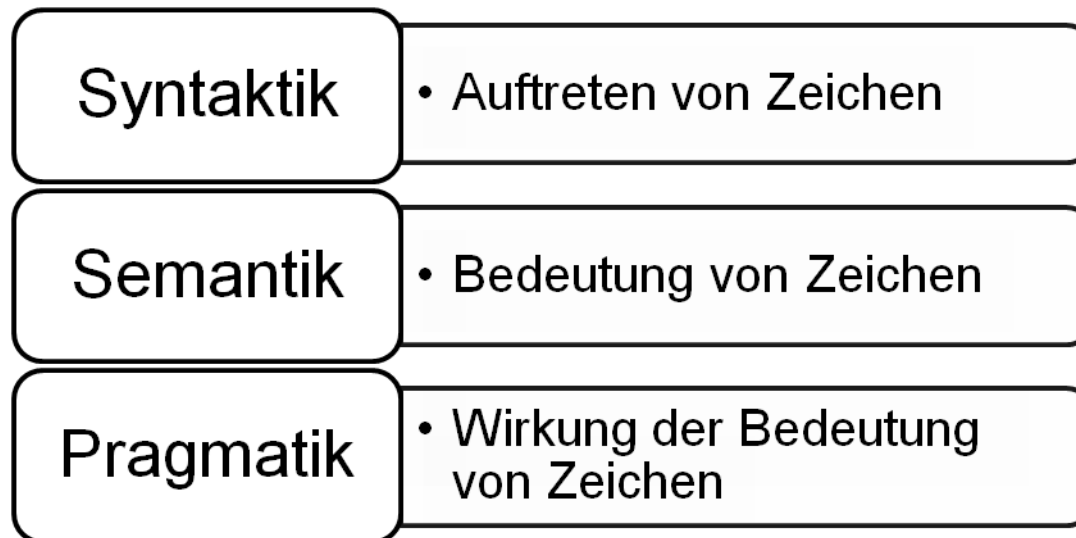 Syntaktik
• Auftreten von Zeichen
Semantik
• Bedeutung von Zeichen
Pragmatik
• Wirkung der Bedeutung
von Zeichen